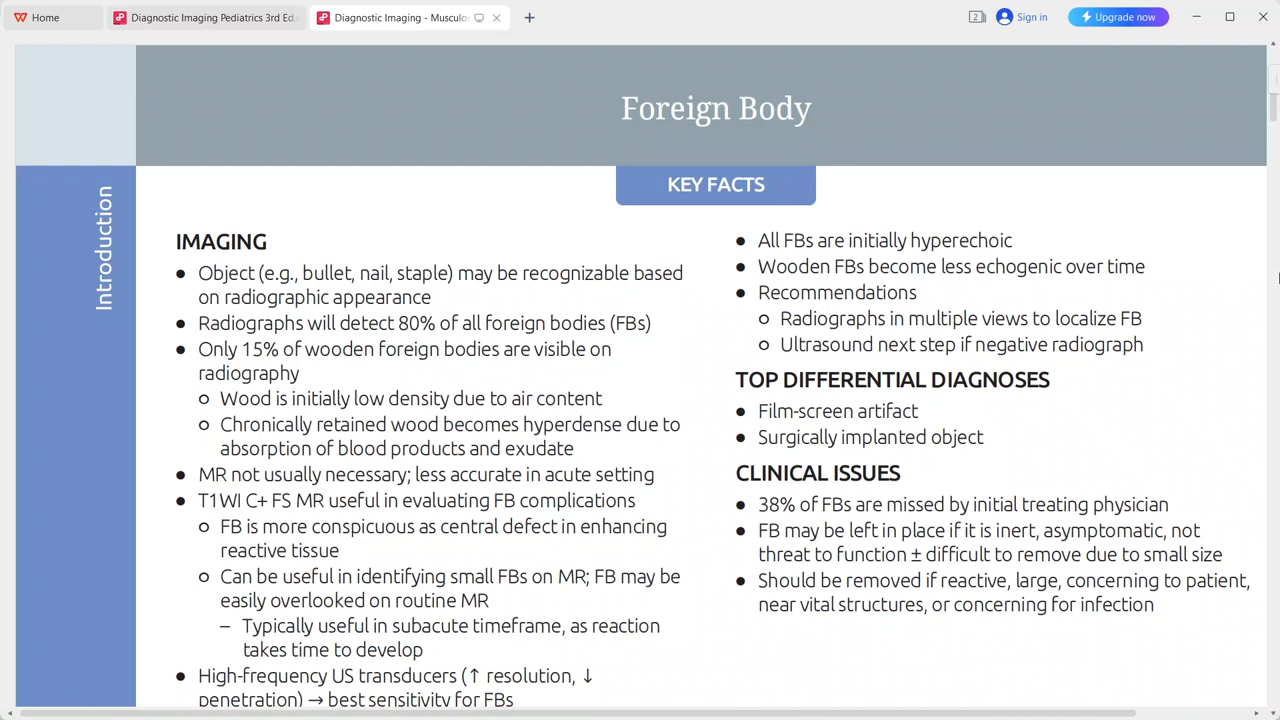 Home
Diagnostic Imaging Pediatrics 3rd Ed.
Diagnostic Imaging - Musculos
2
Sign in
Upgrade now
Foreign Body
Introduction
KEY FACTS
IMAGING
● Object (e.g., bullet, nail, staple) may be recognizable based
on radiographic appearance
● Radiographs will detect 80% of all foreign bodies (FBs)
● Only 15% of wooden foreign bodies are visible on
radiography
○ Wood is initially low density due to air content
○ Chronically retained wood becomes hyperdense due to
absorption of blood products and exudate
● MR not usually necessary; less accurate in acute setting
● T1WI C+ FS MR useful in evaluating FB complications
○ FB is more conspicuous as central defect in enhancing
reactive tissue
○ Can be useful in identifying small FBs on MR; FB may be
easily overlooked on routine MR
– Typically useful in subacute timeframe, as reaction
takes time to develop
● High-frequency US transducers (↑ resolution, ↓
penetration) → best sensitivity for FBs
● All FBs are initially hyperechoic
● Wooden FBs become less echogenic over time
● Recommendations
○ Radiographs in multiple views to localize FB
○ Ultrasound next step if negative radiograph
TOP DIFFERENTIAL DIAGNOSES
● Film-screen artifact
● Surgically implanted object
CLINICAL ISSUES
● 38% of FBs are missed by initial treating physician
● FB may be left in place if it is inert, asymptomatic, not
threat to function ± difficult to remove due to small size
● Should be removed if reactive, large, concerning to patient,
near vital structures, or concerning for infection